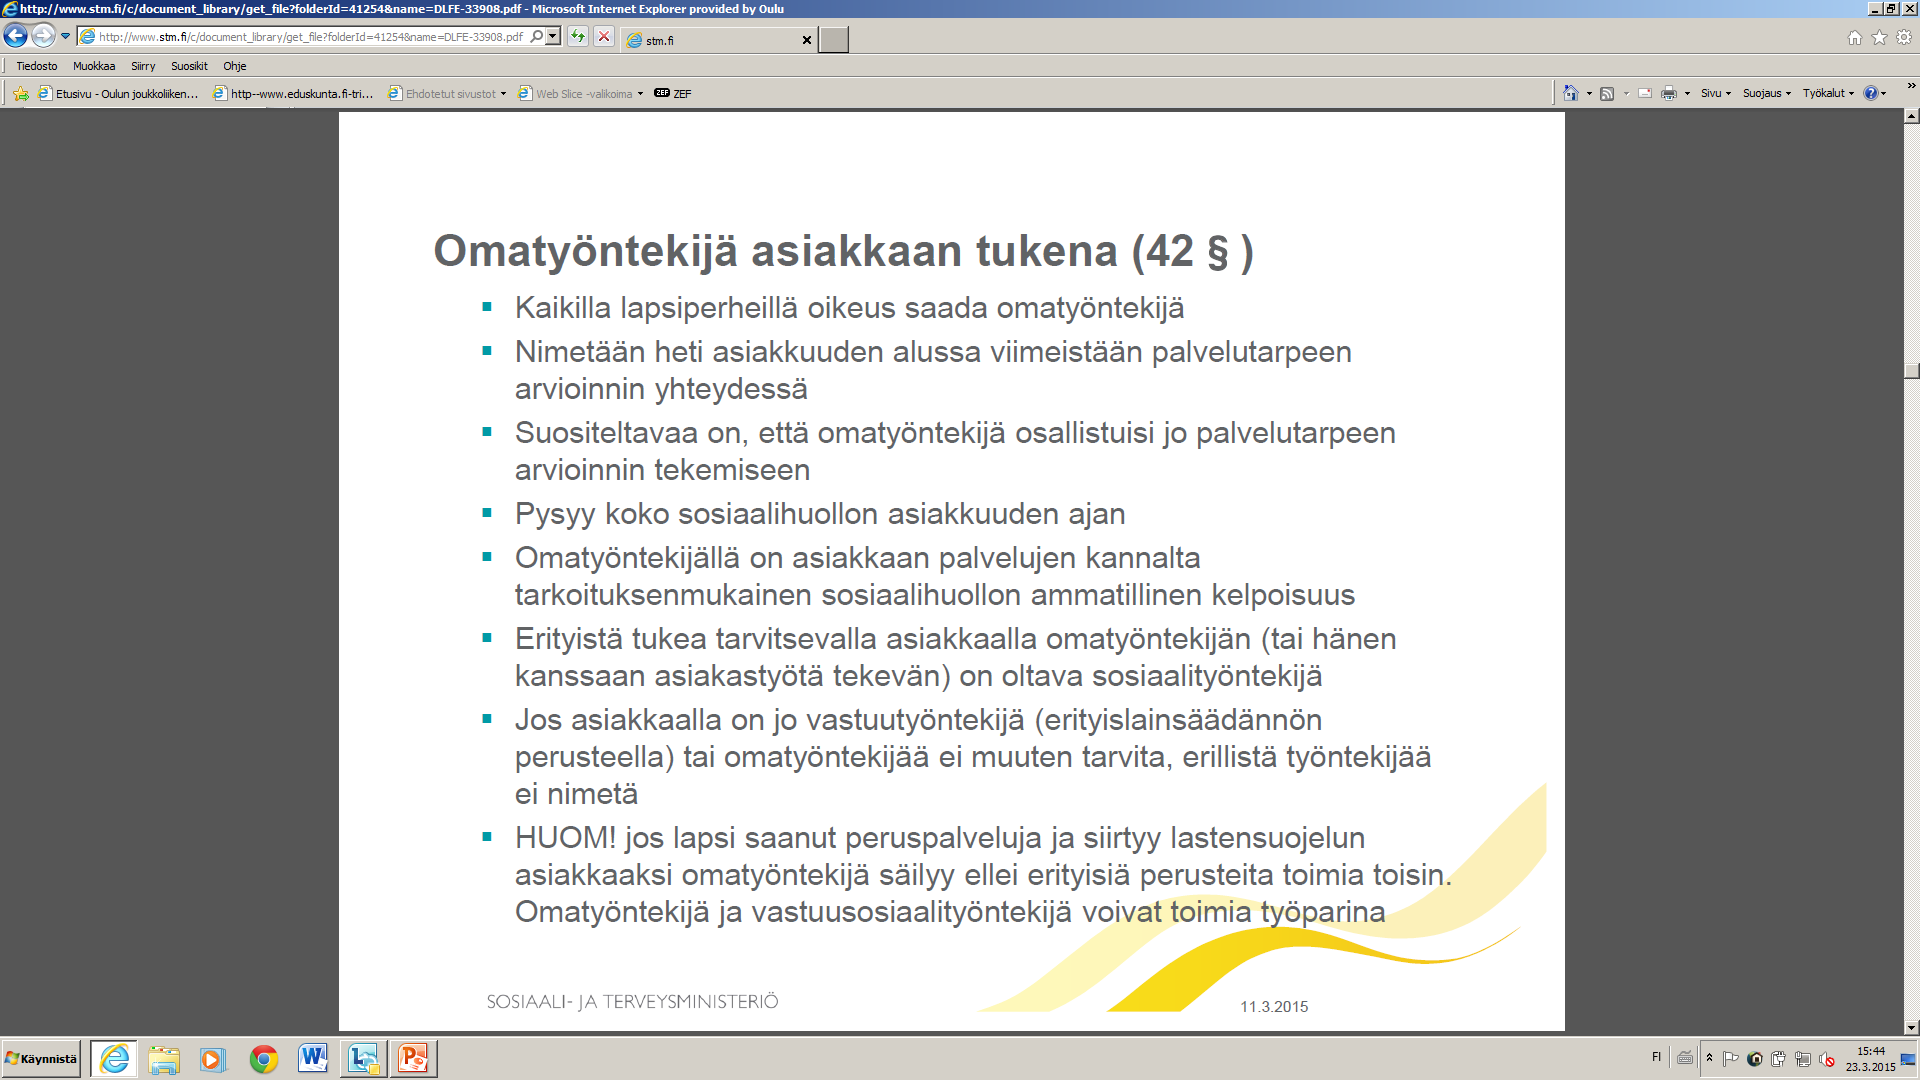 http://www.stm.fi/c/document_library/get_file?folderId=41254&name=DLFE-33908.pdf - Microsoft Internet Explorer provided by Oulu
http://www.stm.fi/c/document_library/get_file?folderId=41254&name=DLFE-33908.pdf
stm.fi
Tiedosto Muokkaa Siirry Suosikit Ohje
Etusivu - Oulun joukkoliiken... http--www.eduskunta.fi-tri... Ehdotetut sivustot Web Slice -valikoima ZEF ZEF
Sivu Suojaus Työkalut
Omatyöntekijä asiakkaan tukena (42 § )
Kaikilla lapsiperheillä oikeus saada omatyöntekijä
Nimetään heti asiakkuuden alussa viimeistään palvelutarpeen
arvioinnin yhteydessä
Suositeltavaa on, että omatyöntekijä osallistuisi jo palvelutarpeen
arvioinnin tekemiseen
Pysyy koko sosiaalihuollon asiakkuuden ajan
Omatyöntekijällä on asiakkaan palvelujen kannalta
tarkoituksenmukainen sosiaalihuollon ammatillinen kelpoisuus
Erityistä tukea tarvitsevalla asiakkaalla omatyöntekijän (tai hänen
kanssaan asiakastyötä tekevän) on oltava sosiaalityöntekijä
Jos asiakkaalla on jo vastuutyöntekijä (erityislainsäädännön
perusteella) tai omatyöntekijää ei muuten tarvita, erillistä työntekijää
ei nimetä
HUOM! jos lapsi saanut peruspalveluja ja siirtyy lastensuojelun
asiakkaaksi omatyöntekijä säilyy ellei erityisiä perusteita toimia toisin.
Omatyöntekijä ja vastuusosiaalityöntekijä voivat toimia työparina
SOSIAALI- JA TERVEYSMINISTERIÖ
11.3.2015
Käynnistä
FI
15:44
23.3.2015